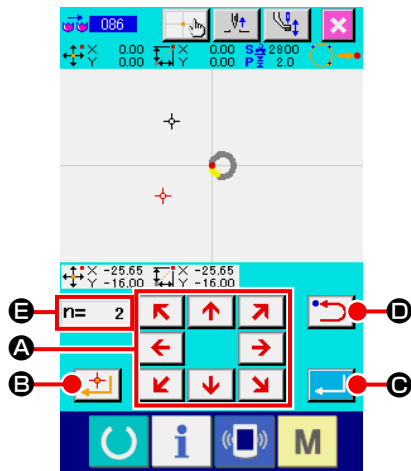 086
X 0.00 X 0.00 S 2800
Y 0.00 Y 0.00 P 2.0
X -25.65 X -25.65
Y -16.00 Y -16.00
E n= 2 D
A
B C
i M